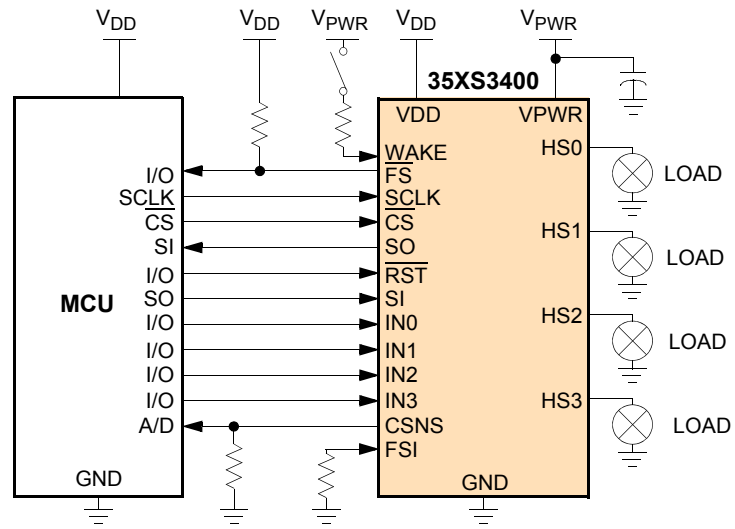 VDD VDD VPWR VDD VPWR
35XS3400
VDD VPWR
WAKE HS0
I/O FS LOAD
SCLK SCLK
CS CS
SI SO HS1
LOAD
I/O RST
MCU SO SI
I/O IN0 HS2
I/O IN1 LOAD
I/O IN2
I/O IN3 HS3
A/D CSNS LOAD
FSI
GND GND